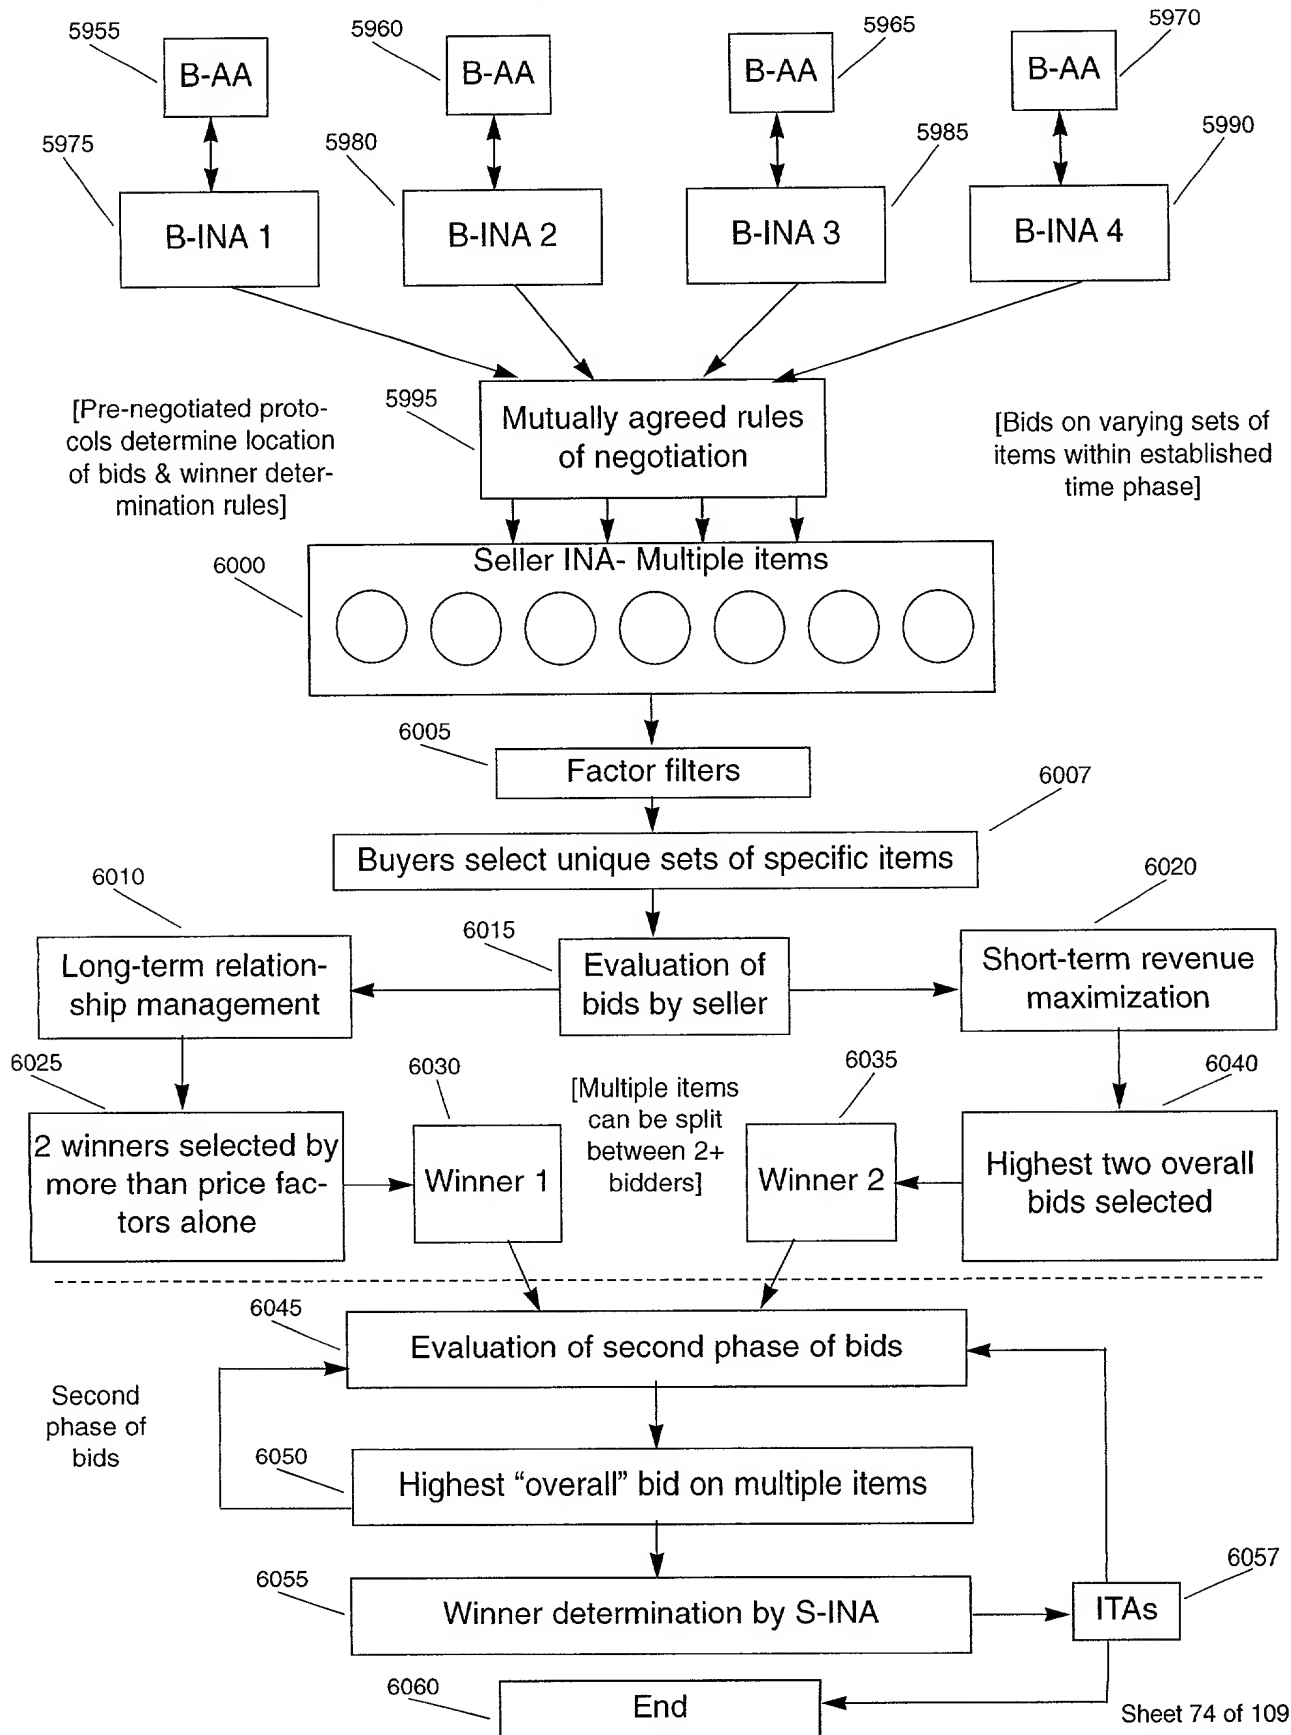 5955
5960
5965
5970
B-AA
B-AA
B-AA
B-AA
5975
5980
5985
5990
B-INA 1
B-INA 2
B-INA 3
B-INA 4
[Pre-negotiated proto-
cols determine location
of bids & winner deter-
mination rules]
5995
Mutually agreed rules
of negotiation
[Bids on varying sets of
items within established
time phase]
6000
Seller INA- Multiple items
6005
Factor filters
6007
Buyers select unique sets of specific items
6010
Long-term relation-
ship management
6015
Evaluation of
bids by seller
6020
Short-term revenue
maximization
6025
2 winners selected by
more than price fac-
tors alone
6030
Winner 1
[Multiple items
can be split
between 2+
bidders]
6035
Winner 2
6040
Highest two overall
bids selected
6045
Evaluation of second phase of bids
Second
phase of
bids
6050
Highest “overall” bid on multiple items
6055
Winner determination by S-INA
6057
ITAs
6060
End
Sheet 74 of 109